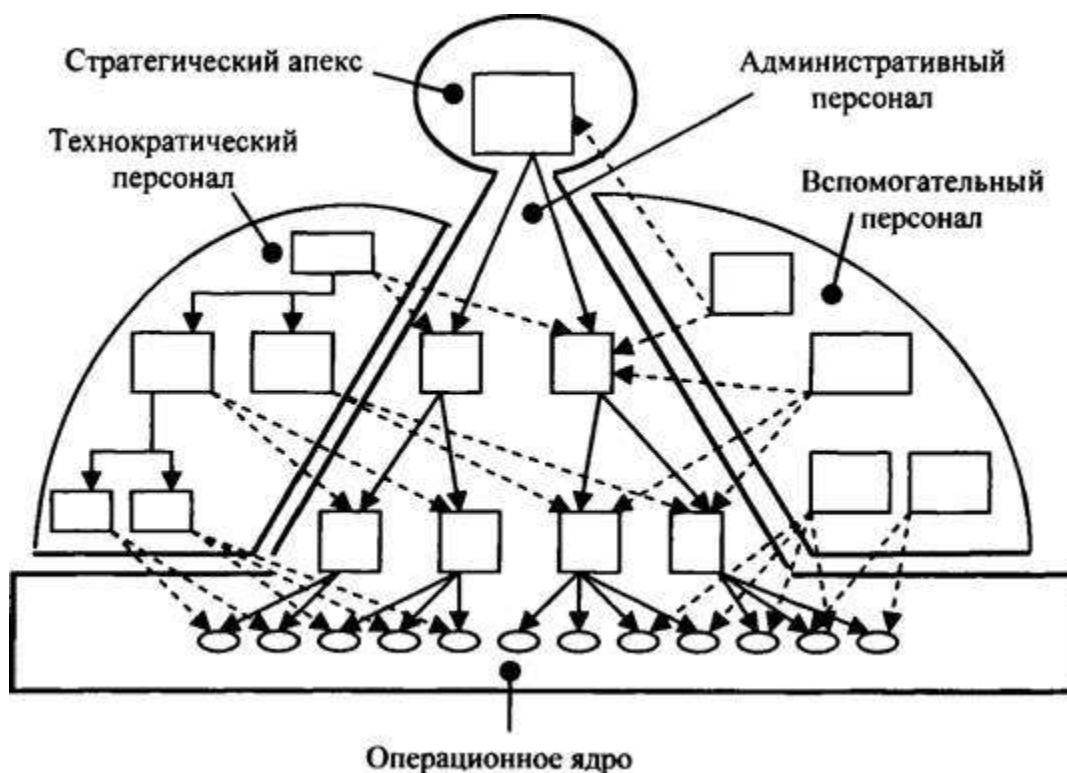 Стратегический апекс
Административный
персонал
Технократический
персонал
Вспомогательный
персонал
Операционное ядро